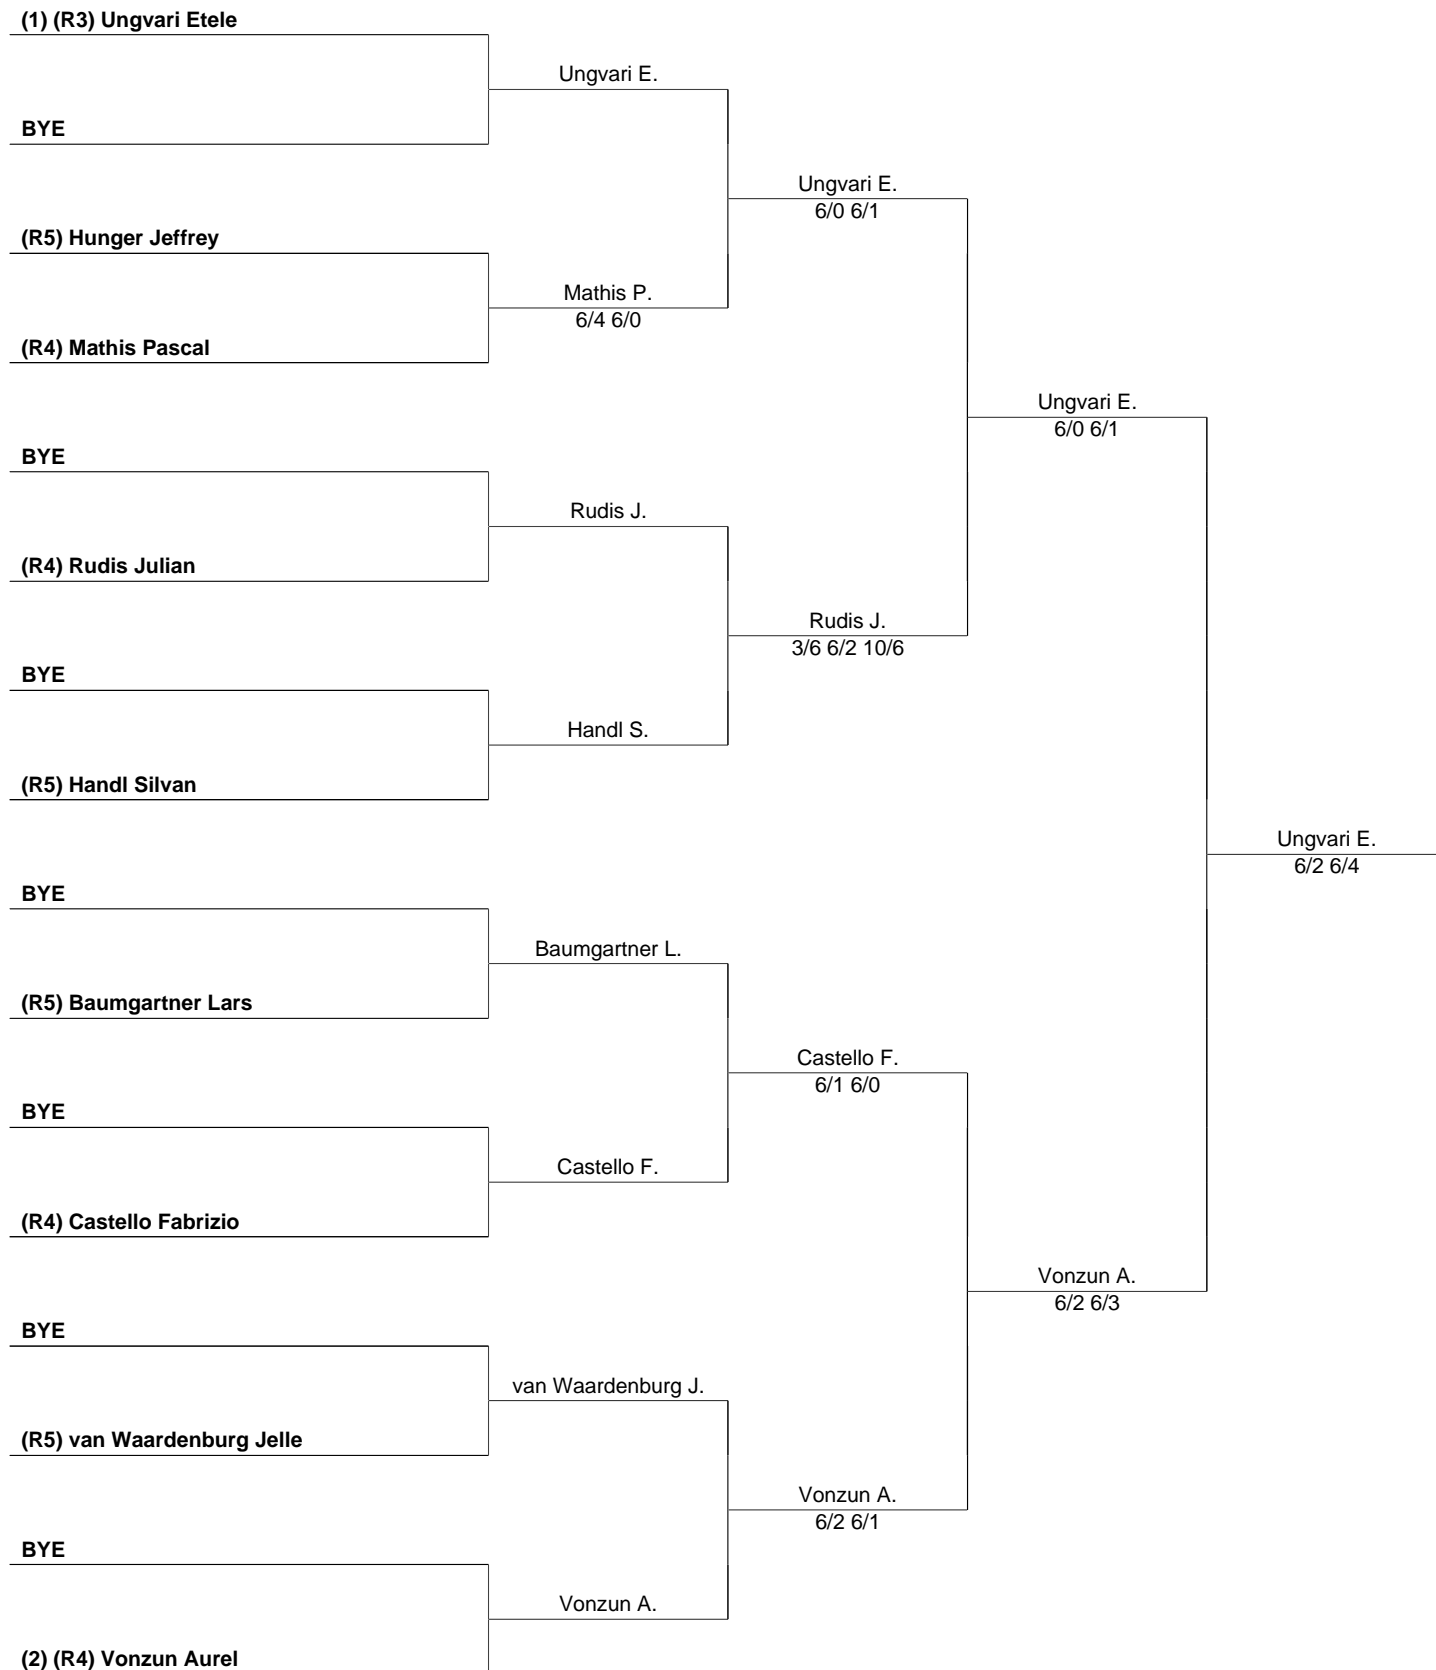 (1) (R3) Ungvari Etele
Ungvari E.
BYE
Ungvari E.
6/0 6/1
(R5) Hunger Jeffrey
Mathis P.
6/4 6/0
(R4) Mathis Pascal
Ungvari E.
6/0 6/1
BYE
Rudis J.
(R4) Rudis Julian
Rudis J.
3/6 6/2 10/6
BYE
Handl S.
(R5) Handl Silvan
Ungvari E.
6/2 6/4
BYE
Baumgartner L.
(R5) Baumgartner Lars
Castello F.
6/1 6/0
BYE
Castello F.
(R4) Castello Fabrizio
Vonzun A.
6/2 6/3
BYE
van Waardenburg J.
(R5) van Waardenburg Jelle
Vonzun A.
6/2 6/1
BYE
Vonzun A.
(2) (R4) Vonzun Aurel